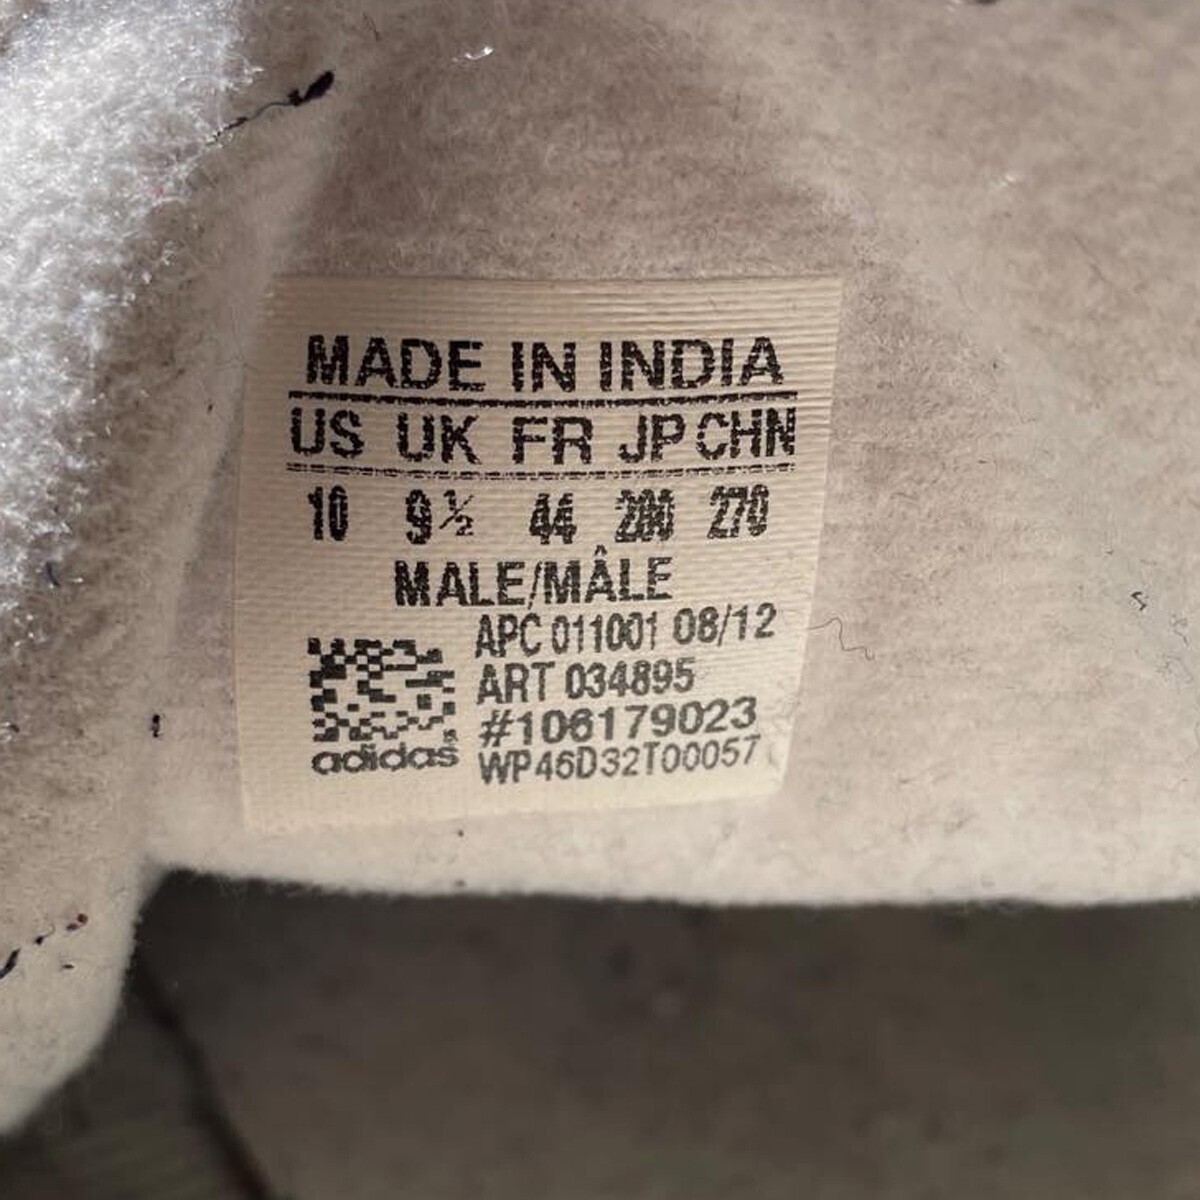 MADE IN INDIA
US UK FR JP CHN
10 9½ 44 280 270
MALE/MÂLE
APC 011001 08/12
ART 034895
#106179023
adidas WP46D32T00057